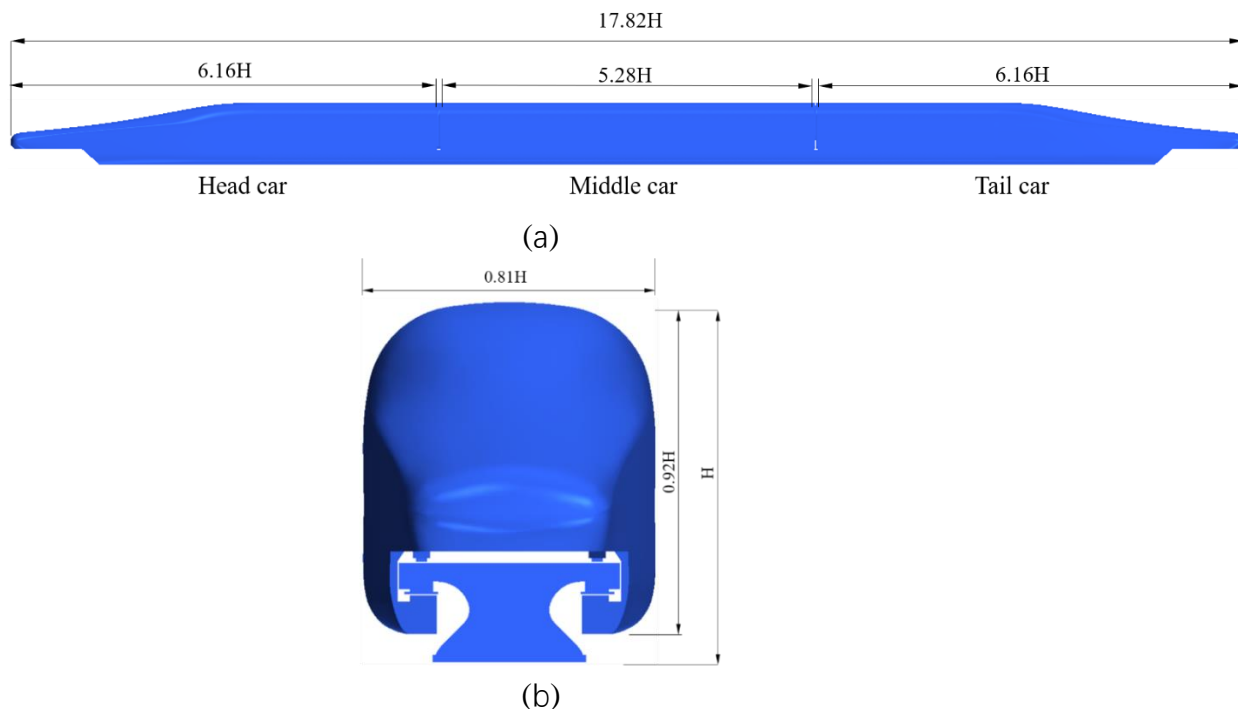 17.82H
6.16H
5.28H
6.16H
Head car
Middle car
Tail car
(a)
0.81H
0.92H
H
(b)